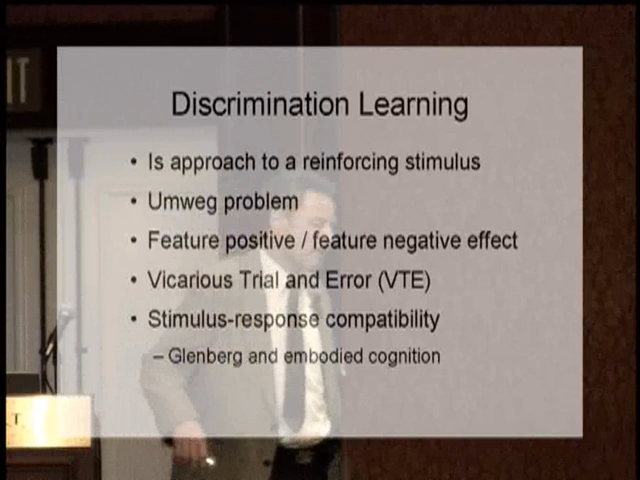 IT
Discrimination Learning
• Is approach to a reinforcing stimulus
• Umweg problem
• Feature positive / feature negative effect
• Vicarious Trial and Error (VTE)
• Stimulus-response compatibility
– Glenberg and embodied cognition
T.